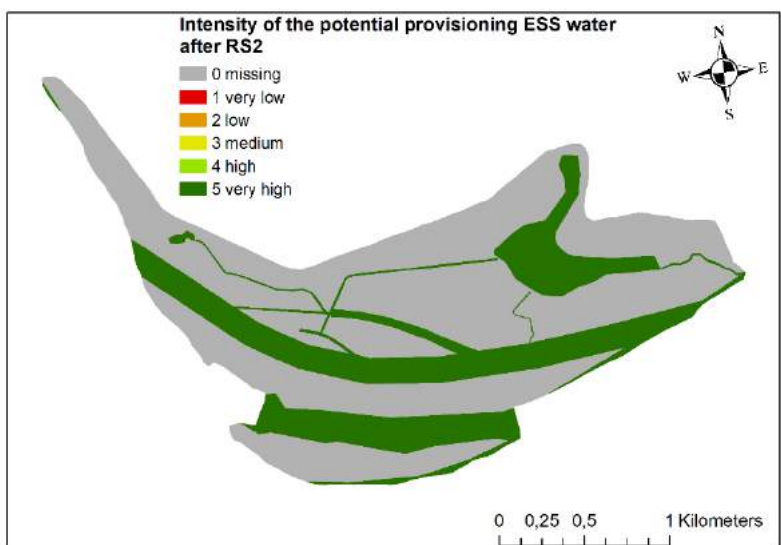 Intensity of the potential provisioning ESS water
after RS2
0 missing
1 very low
2 low
3 medium
4 high
5 very high
N
W E
S
0 0,25 0,5 1 Kilometers